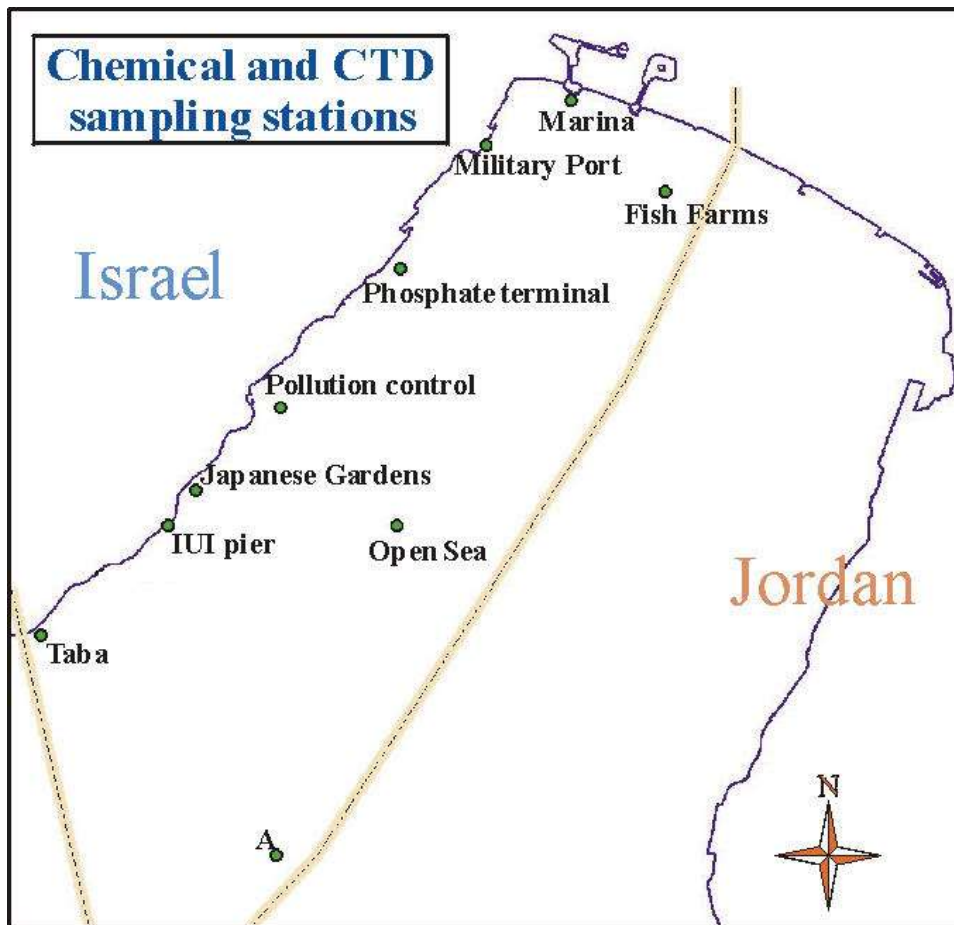 Chemical and CTD
sampling stations
Marina
Military Port
Fish Farms
Israel
Phosphate terminal
Pollution control
Japanese Gardens
IUI pier
Open Sea
Jordan
Taba
N
A